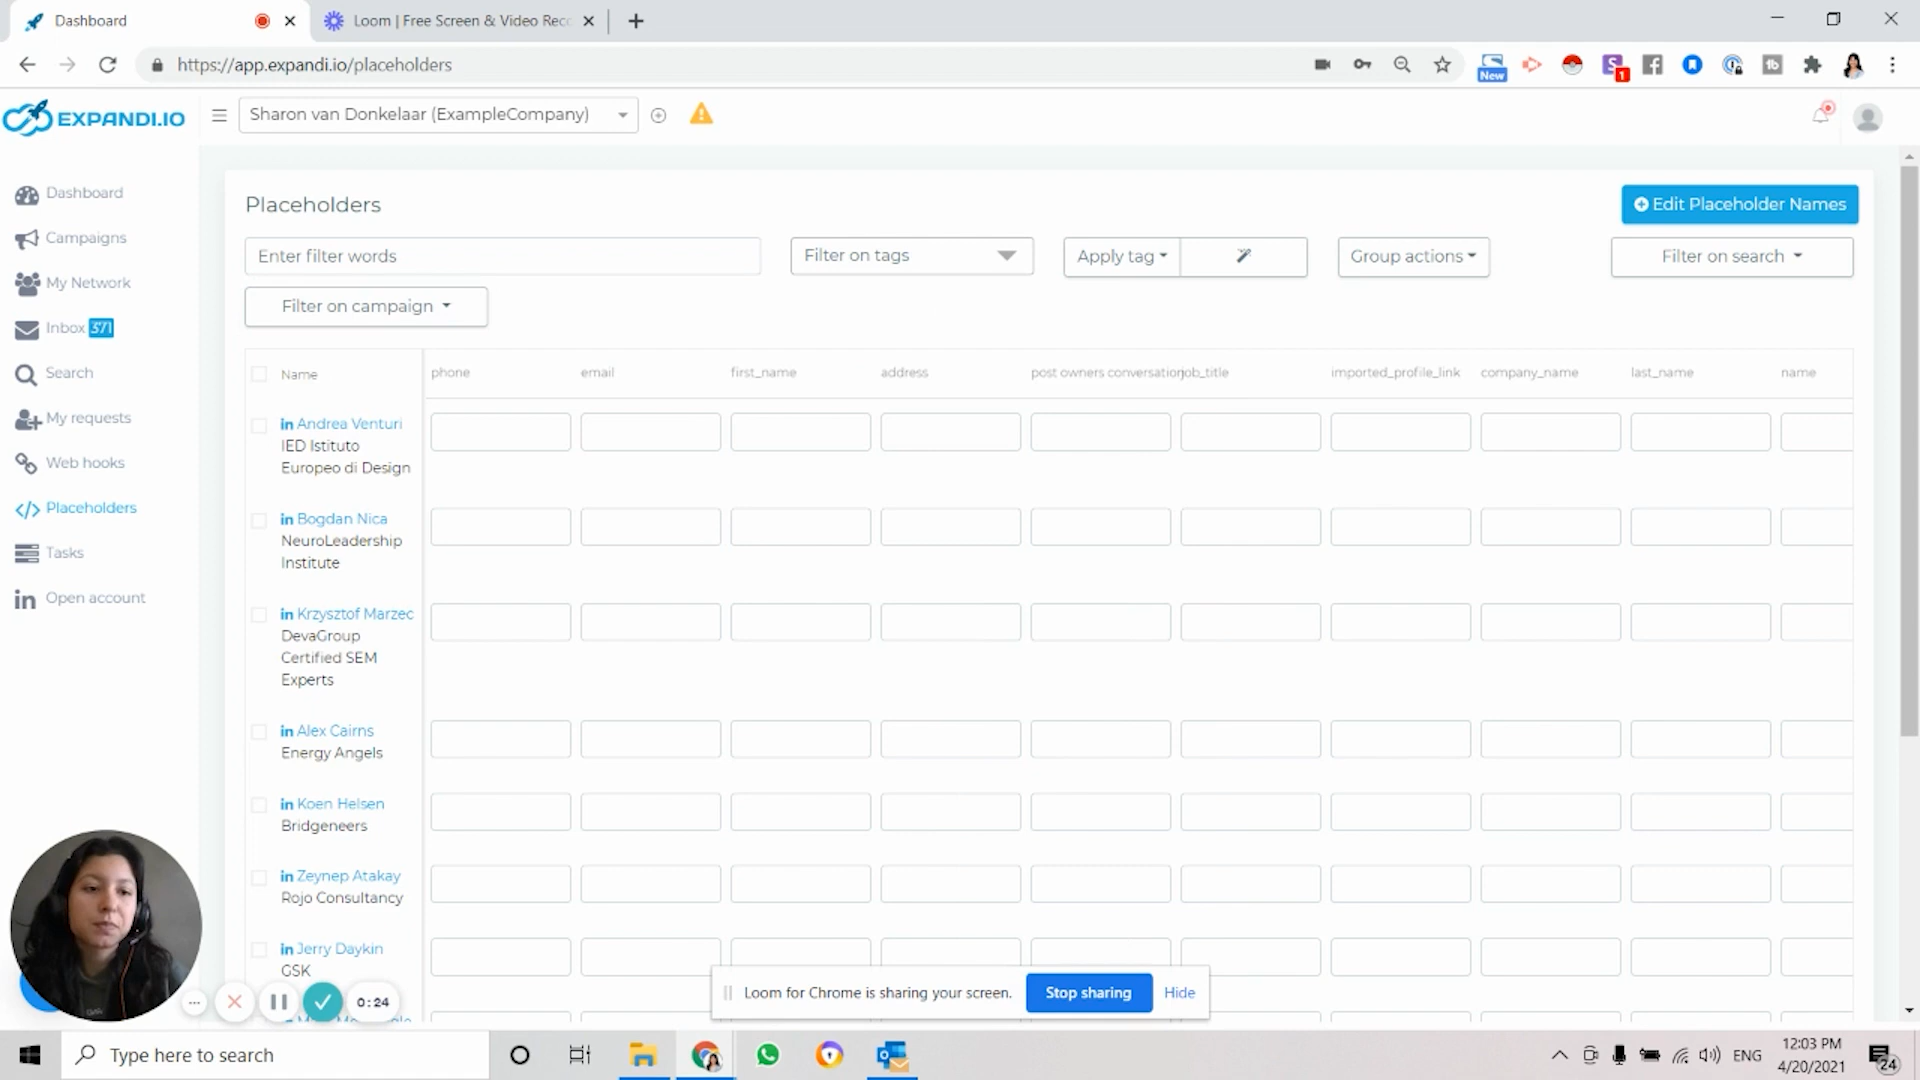 Dashboard
Loom | Free Screen & Video Reco
https://app.expandi.io/placeholders
New
1
EXPANDI.IO
Sharon van Donkelaar (ExampleCompany)
Dashboard
Campaigns
My Network
Inbox 371
Search
My requests
Web hooks
Placeholders
Tasks
Open account
Placeholders
Edit Placeholder Names
Enter filter words
Filter on tags
Apply tag
Group actions
Filter on search
Filter on campaign
Name
phone
email
first_name
address
post owners conversation
job_title
imported_profile_link
company_name
last_name
name
in Andrea Venturi
IED Istituto
Europeo di Design
in Bogdan Nica
NeuroLeadership
Institute
in Krzysztof Marzec
DevaGroup
Certified SEM
Experts
in Alex Cairns
Energy Angels
in Koen Helsen
Bridgeneers
in Zeynep Atakay
Rojo Consultancy
in Jerry Daykin
GSK
0:24
Loom for Chrome is sharing your screen.
Stop sharing
Hide
Type here to search
ENG
12:03 PM
4/20/2021
24